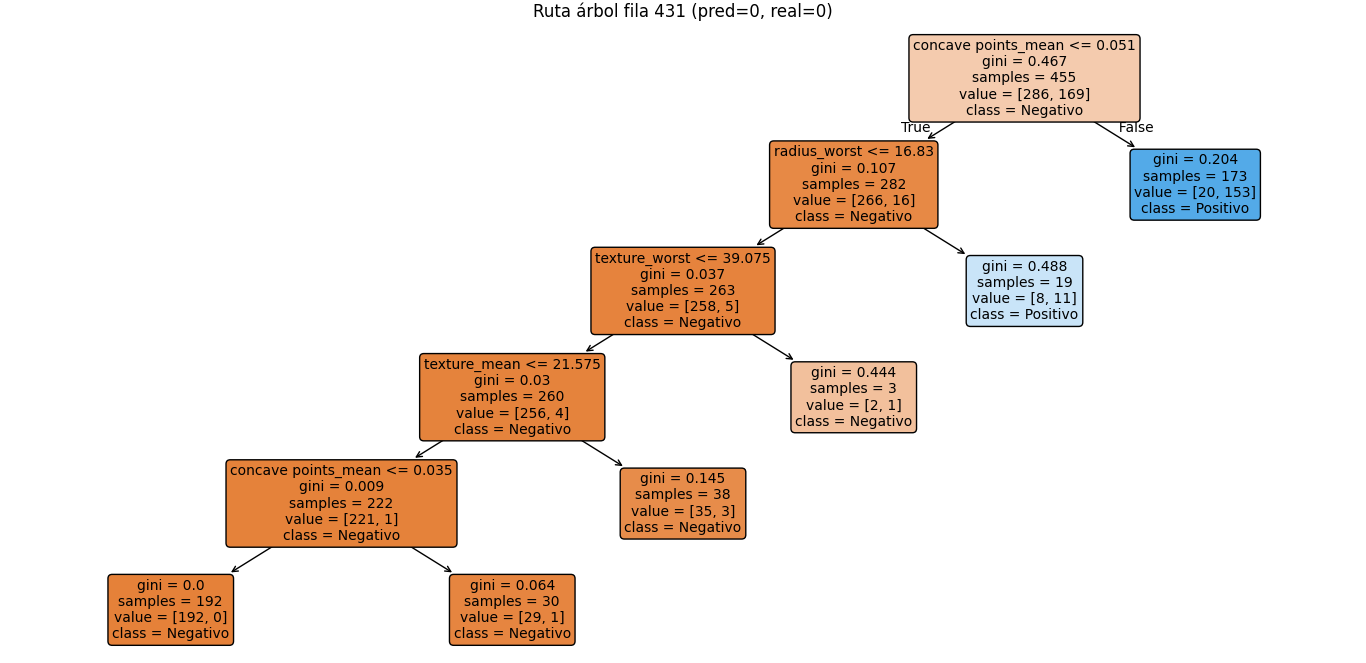 Ruta árbol fila 431 (pred=0, real=0)
concave points_mean <= 0.051
gini = 0.467
samples = 455
value = [286, 169]
class = Negativo
True
False
radius_worst <= 16.83
gini = 0.107
samples = 282
value = [266, 16]
class = Negativo
gini = 0.204
samples = 173
value = [20, 153]
class = Positivo
texture_worst <= 39.075
gini = 0.037
samples = 263
value = [258, 5]
class = Negativo
gini = 0.488
samples = 19
value = [8, 11]
class = Positivo
texture_mean <= 21.575
gini = 0.03
samples = 260
value = [256, 4]
class = Negativo
gini = 0.444
samples = 3
value = [2, 1]
class = Negativo
concave points_mean <= 0.035
gini = 0.009
samples = 222
value = [221, 1]
class = Negativo
gini = 0.145
samples = 38
value = [35, 3]
class = Negativo
gini = 0.0
samples = 192
value = [192, 0]
class = Negativo
gini = 0.064
samples = 30
value = [29, 1]
class = Negativo